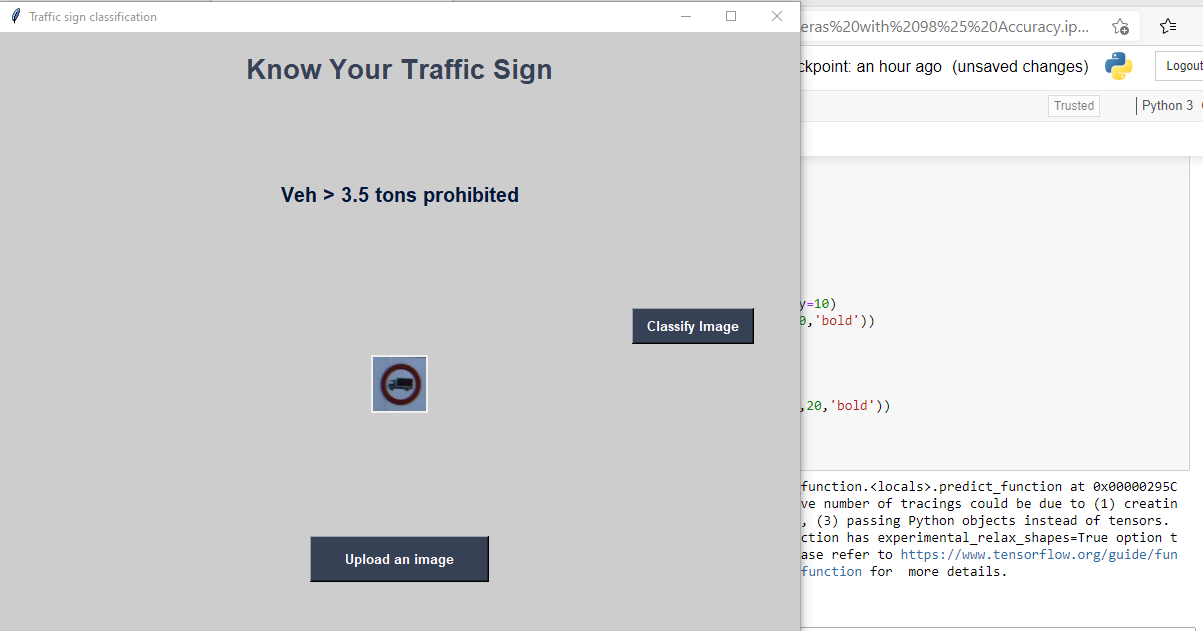 Traffic sign classification
Know Your Traffic Sign
Veh > 3.5 tons prohibited
Classify Image
Upload an image
eras%20with%2098%25%20Accuracy.ip...
ckpoint: an hour ago (unsaved changes)
Logout
Trusted
Python 3
y=10)
0,'bold'))
,20,'bold'))
function.<locals>.predict_function at 0x00000295C
ve number of tracings could be due to (1) creatin
, (3) passing Python objects instead of tensors.
ction has experimental_relax_shapes=True option t
ase refer to https://www.tensorflow.org/guide/fun
function for  more details.